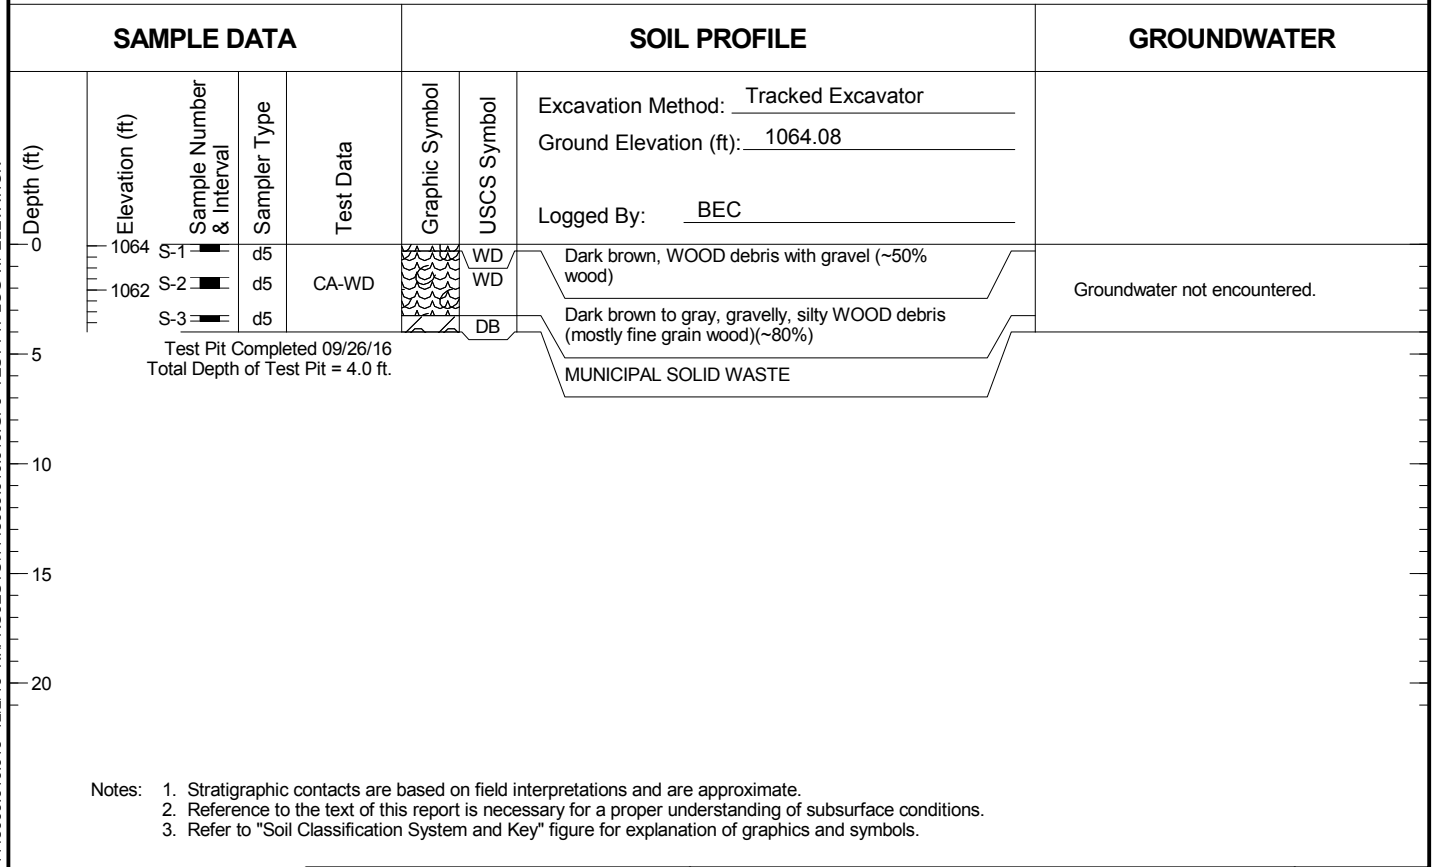 SAMPLE DATA
SOIL PROFILE
GROUNDWATER
Depth (ft)
Elevation (ft)
Sample Number
& Interval
Sampler Type
Test Data
Graphic Symbol
USCS Symbol
Excavation Method: Tracked Excavator
Ground Elevation (ft): 1064.08
Logged By: BEC
0
1064
S-1
d5
WD
Dark brown, WOOD debris with gravel (~50%
wood)
1062
S-2
d5
CA-WD
WD
Groundwater not encountered.
S-3
d5
DB
Dark brown to gray, gravelly, silty WOOD debris
(mostly fine grain wood)(~80%)
5
Test Pit Completed 09/26/16
Total Depth of Test Pit = 4.0 ft.
MUNICIPAL SOLID WASTE
10
15
20
Notes: 1. Stratigraphic contacts are based on field interpretations and are approximate.
2. Reference to the text of this report is necessary for a proper understanding of subsurface conditions.
3. Refer to "Soil Classification System and Key" figure for explanation of graphics and symbols.